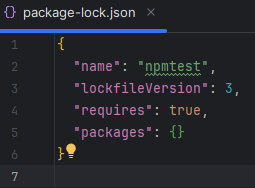 {} package-lock.json ×
1 {
2 "name": "npmtest",
3 "lockfileVersion": 3,
4 "requires": true,
5 "packages": {}
6 }
7